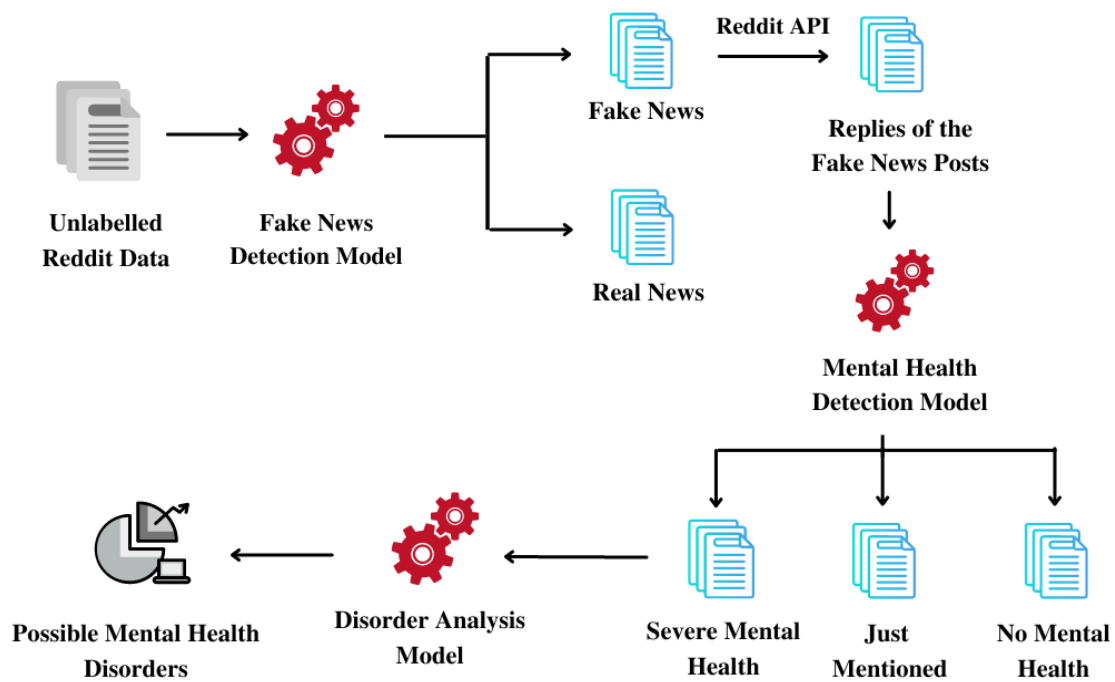 Reddit API
Fake News
Replies of the
Fake News Posts
Unlabelled
Reddit Data
Fake News
Detection Model
Real News
Mental Health
Detection Model
Severe Mental
Health
Just
Mentioned
No Mental
Health
Disorder Analysis
Model
Possible Mental Health
Disorders